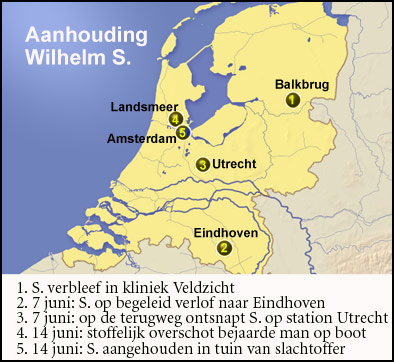 Aanhouding
Wilhelm S.
Balkbrug
1
Landsmeer
4
5
Amsterdam
3
Utrecht
Eindhoven
2
1. S. verbleef in kliniek Veldzicht
2. 7 juni: S. op begeleid verlof naar Eindhoven
3. 7 juni: op de terugweg ontsnapt S. op station Utrecht
4. 14 juni: stoffelijk overschot bejaarde man op boot
5. 14 juni: S. aangehouden in tuin van slachtoffer